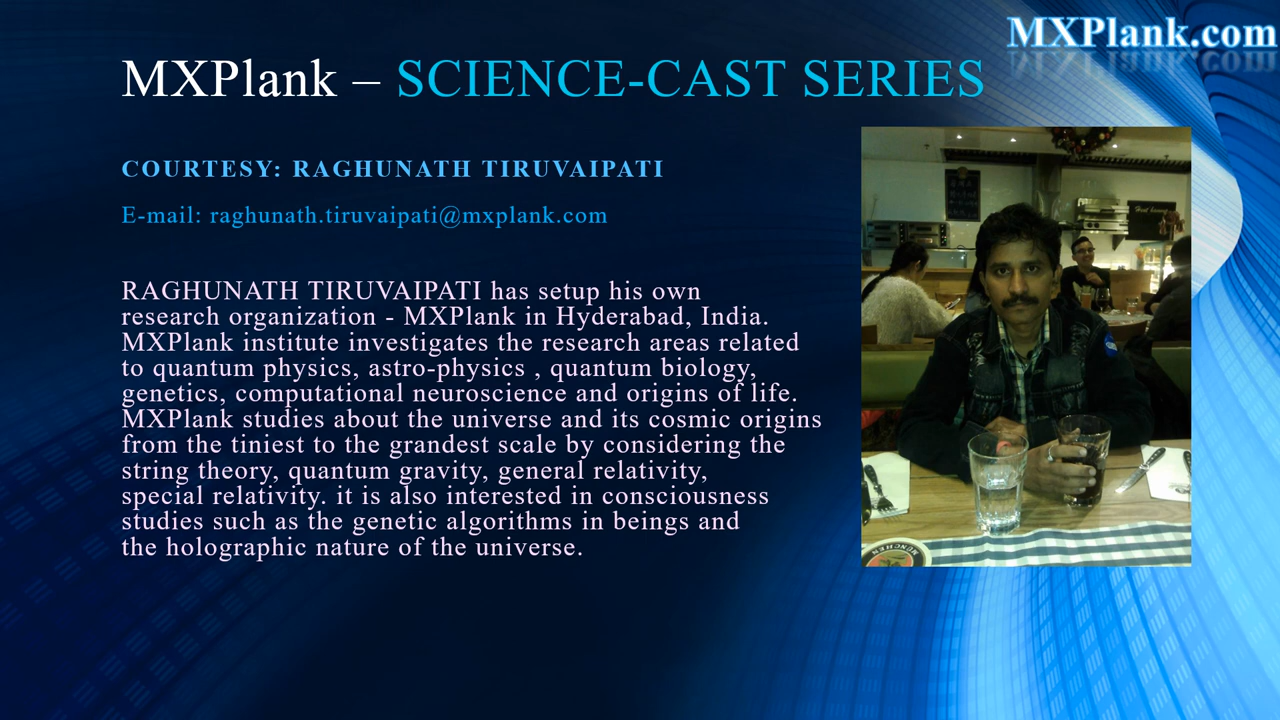 MXPlank.com
MXPlank – SCIENCE-CAST SERIES
COURTESY: RAGHUNATH TIRUVAIPATI
E-mail: raghunath.tiruvaipati@mxplank.com
RAGHUNATH TIRUVAIPATI has setup his own
research organization - MXPlank in Hyderabad, India.
MXPlank institute investigates the research areas related
to quantum physics, astro-physics , quantum biology,
genetics, computational neuroscience and origins of life.
MXPlank studies about the universe and its cosmic origins
from the tiniest to the grandest scale by considering the
string theory, quantum gravity, general relativity,
special relativity. it is also interested in consciousness
studies such as the genetic algorithms in beings and
the holographic nature of the universe.
MÜNCHEN